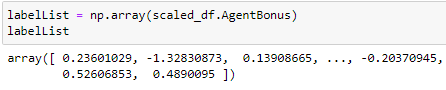 labelList = np.array(scaled_df.AgentBonus)
labelList
array([ 0.23601029, -1.32830873,  0.13908665, ..., -0.20370945,
        0.52606853,  0.4890095 ])